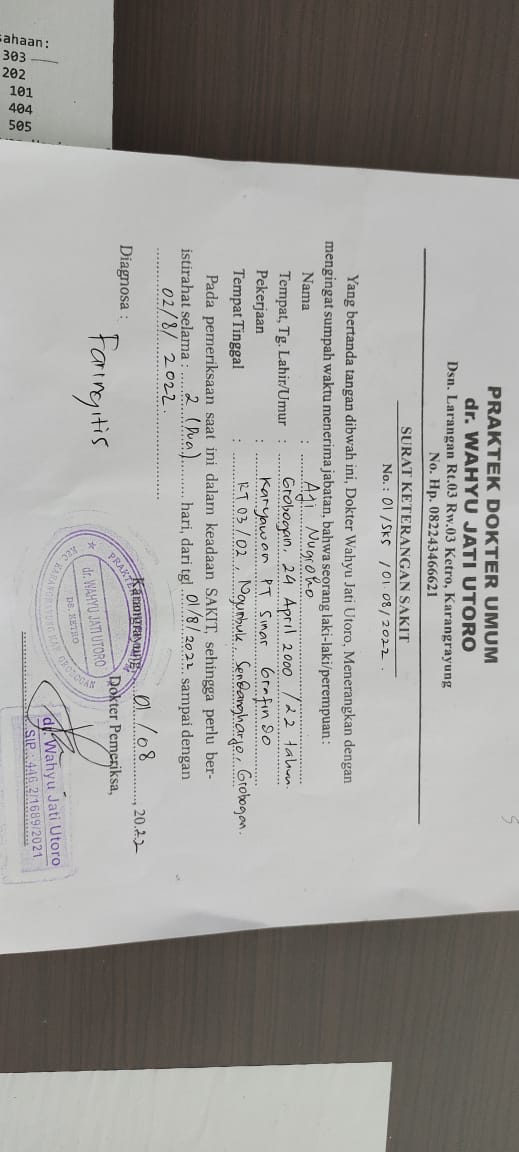 sahaan:
303
202
101
404
505
PRAKTEK DOKTER UMUM
dr. WAHYU JATI UTORO
Dsn. Larangan Rt.03 Rw.03 Ketro, Karangrayung
No. Hp. 082243466621
SURAT KETERANGAN SAKIT
No.: 01/SKS/01 08/2022.
Yang bertanda tangan dibwah ini, Dokter Wahyu Jati Utoro, Menerangkan dengan
mengingat sumpah waktu menerima jabatan, bahwa seorang laki-laki/perempuan :
Nama : Adi Nugroho
Tempat, Tg. Lahir/Umur : Grobogan, 24 April 2000 / 22 tahun
Pekerjaan : Karyawan PT Sinar Grafindo
Tempat Tinggal : RT 03/02, Sendangharjo, Grobogan.
Pada pemeriksaan saat ini dalam keadaan SAKIT, sehingga perlu ber-
istirahat selama : 2 (Dua) hari, dari tgl 01/8/2022 sampai dengan
02/8/2022.
Karangrayung, 01/08, 2022
Diagnosa : Faringitis
Dokter Pemeriksa,
PRAKTEK
dr. WAHYU JATI UTORO
DS. KETRO
KEC KARANGRAYUNG KAB GROBOGAN
dr. Wahyu Jati Utoro
SIP : 446.2/1689/2021